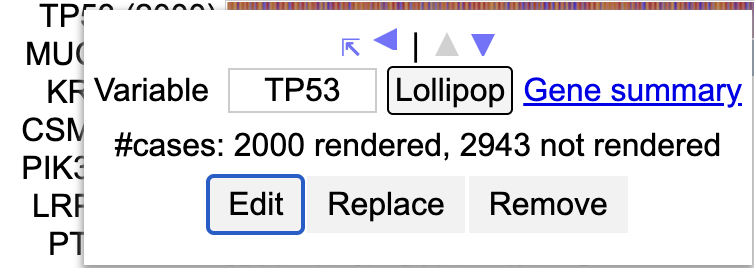 TP53 (2000)
Variable TP53 Lollipop Gene summary
#cases: 2000 rendered, 2943 not rendered
Edit Replace Remove
MUC
KR
CSM
PIK3
LRP
PT